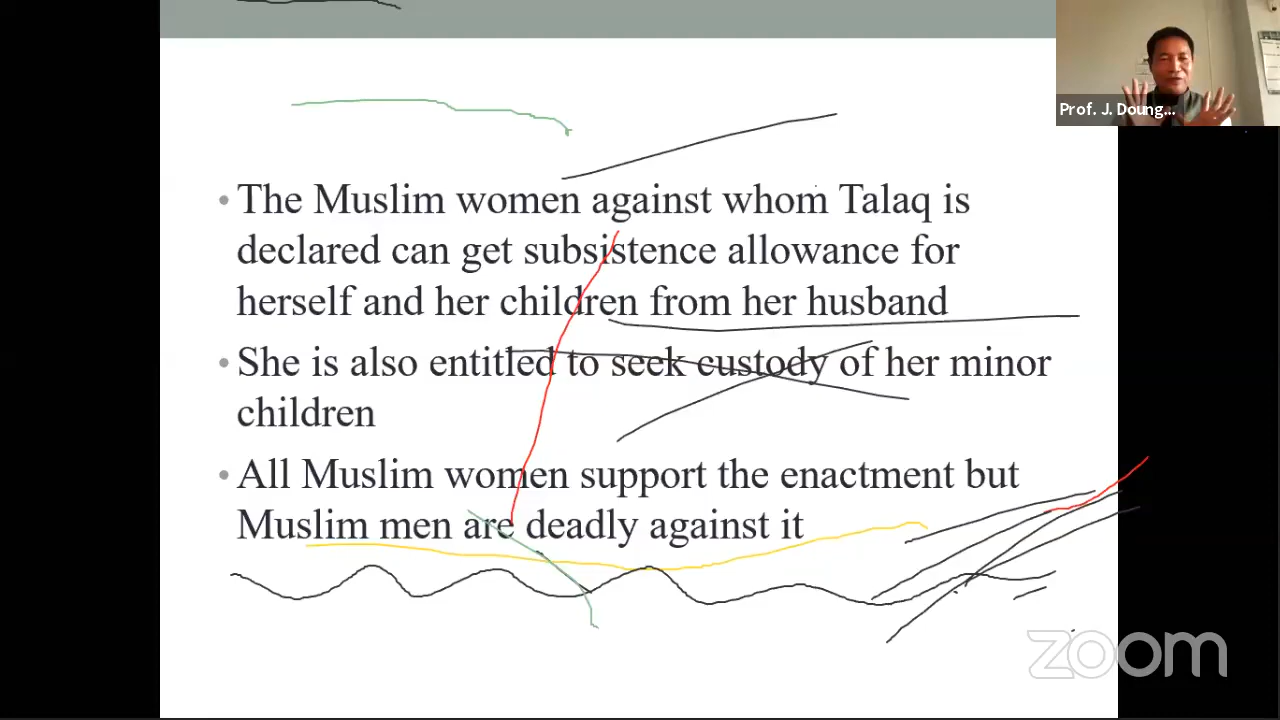 Prof. J. Doung...
• The Muslim women against whom Talaq is
declared can get subsistence allowance for
herself and her children from her husband
• She is also entitled to seek custody of her minor
children
• All Muslim women support the enactment but
Muslim men are deadly against it
zoom